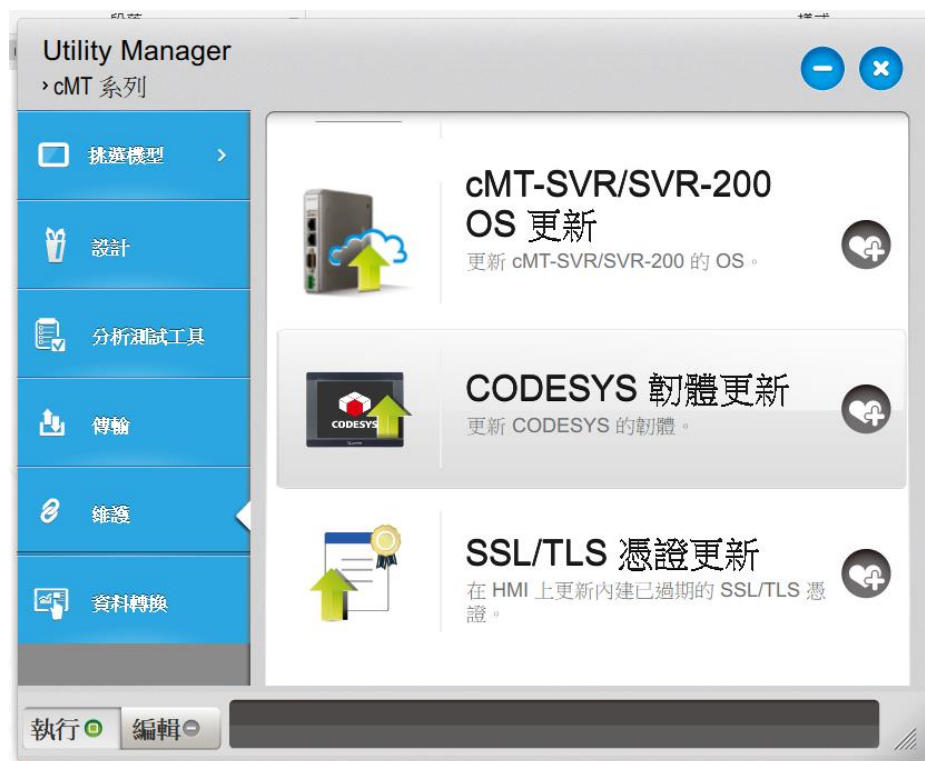 段落
樣式
Utility Manager
›cMT 系列
挑選機型
設計
分析測試工具
傳輸
維護
資料轉換
cMT-SVR/SVR-200
OS 更新
更新 cMT-SVR/SVR-200 的 OS。
CODESYS
CODESYS 韌體更新
更新 CODESYS 的韌體。
SSL/TLS 憑證更新
在 HMI 上更新內建已過期的 SSL/TLS 憑
證。
執行
編輯